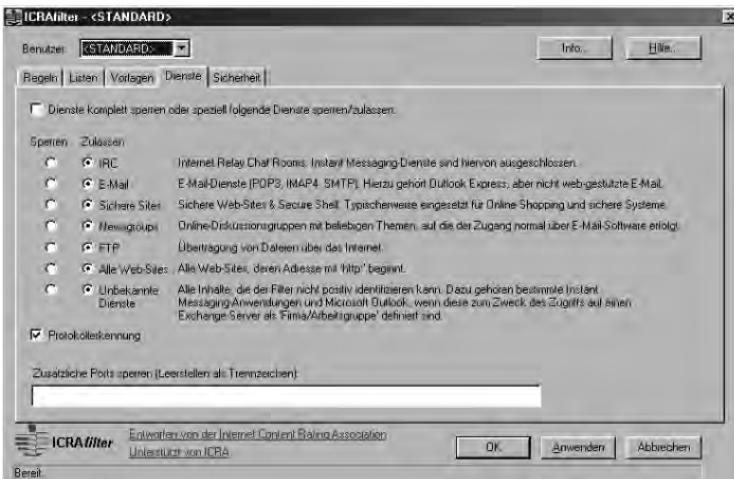 ICRAfilter - <STANDARD>
Benutzer: <STANDARD> Info... Hilfe...
Regeln Listen Vorlagen Dienste Sicherheit
Dienste komplett sperren oder speziell folgende Dienste sperren/zulassen:
Sperren Zulassen
IRC Internet Relay Chat Rooms. Instant Messaging-Dienste sind hiervon ausgeschlossen.
E-Mail E-Mail-Dienste (POP3, IMAP4, SMTP). Hierzu gehört Outlook Express, aber nicht web-gestützte E-Mail.
Sichere Sites Sichere Web-Sites & Secure Shell. Typischerweise eingesetzt für Online Shopping und sichere Systeme.
Newsgroups Online-Diskussionsgruppen mit beliebigen Themen, auf die der Zugang normal über E-Mail-Software erfolgt.
FTP Übertragung von Dateien über das Internet.
Alle Web-Sites Alle Web-Sites, deren Adresse mit 'http:' beginnt.
Unbekannte Alle Inhalte, die der Filter nicht positiv identifizieren kann. Dazu gehören bestimmte Instant
Dienste Messaging-Anwendungen und Microsoft Outlook, wenn diese zum Zweck des Zugriffs auf einen
Exchange-Server als 'Firma/Arbeitsgruppe' definiert sind.
Protokollerkennung
Zusätzliche Ports sperren (Leerstellen als Trennzeichen):
ICRAfilter Entworfen von der Internet Content Rating Association
Unterstützt von ICRA
OK Anwenden Abbrechen
Bereit